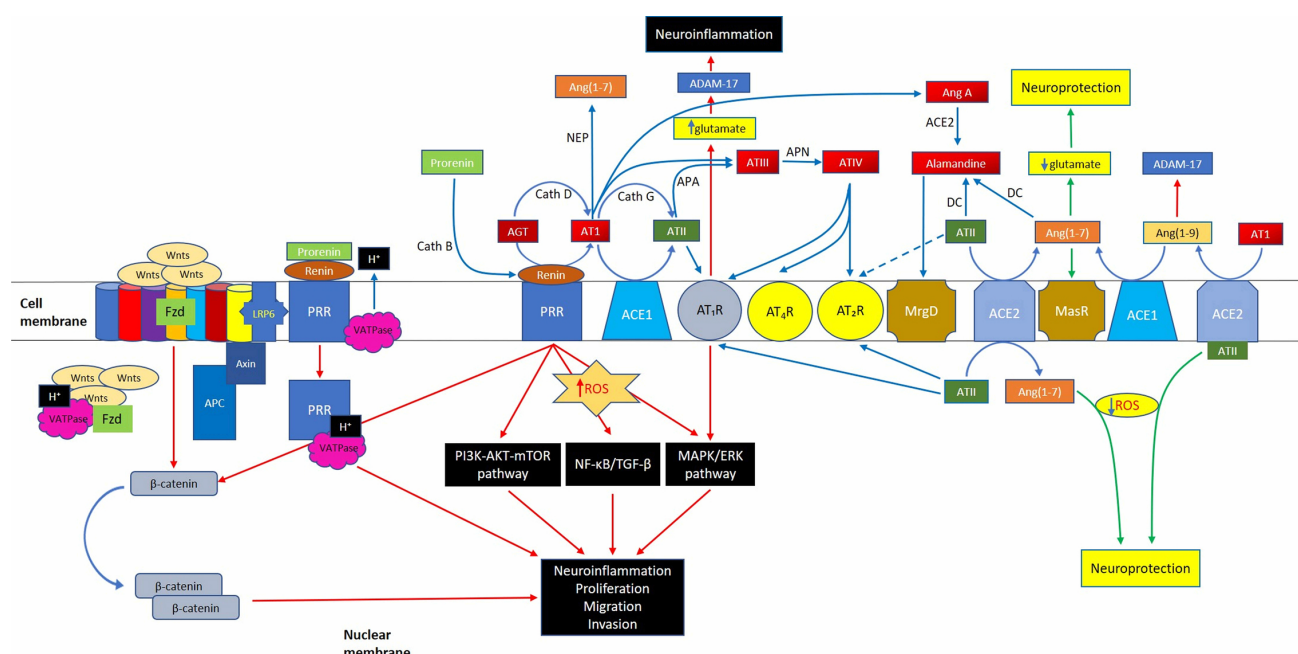 Neuroinflammation
Ang(1-7)
ADAM-17
Ang A
Neuroprotection
NEP
↑glutamate
ACE2
Prorenin
ATIII
APN
ATIV
Alamandine
↓glutamate
ADAM-17
APA
Cath D
Cath G
DC
DC
Cath B
AGT
AT1
ATII
ATII
Ang(1-7)
Ang(1-9)
AT1
Wnts
Wnts
Wnts
Prorenin
Renin
H⁺
Renin
Cell
membrane
Fzd
LRP6
PRR
VATPase
PRR
ACE1
AT₁R
AT₄R
AT₂R
MrgD
ACE2
MasR
ACE1
ACE2
ATII
Axin
Wnts
Wnts
Wnts
H⁺
VATPase
Fzd
APC
PRR
H⁺
VATPase
↑ROS
ATII
Ang(1-7)
↓ROS
PI3K-AKT-mTOR
pathway
NF-κB/TGF-β
MAPK/ERK
pathway
β-catenin
Neuroinflammation
Proliferation
Migration
Invasion
Neuroprotection
β-catenin
β-catenin
Nuclear
membrane